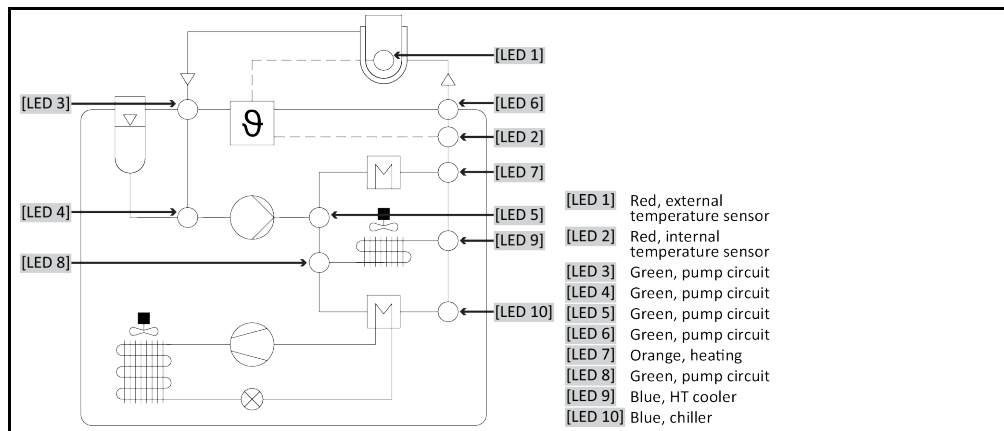 [LED 1]
[LED 3]
[LED 6]
ϑ
[LED 2]
[LED 7]
[LED 4]
[LED 5]
[LED 9]
[LED 8]
[LED 10]
[LED 1] Red, external
temperature sensor
[LED 2] Red, internal
temperature sensor
[LED 3] Green, pump circuit
[LED 4] Green, pump circuit
[LED 5] Green, pump circuit
[LED 6] Green, pump circuit
[LED 7] Orange, heating
[LED 8] Green, pump circuit
[LED 9] Blue, HT cooler
[LED 10] Blue, chiller